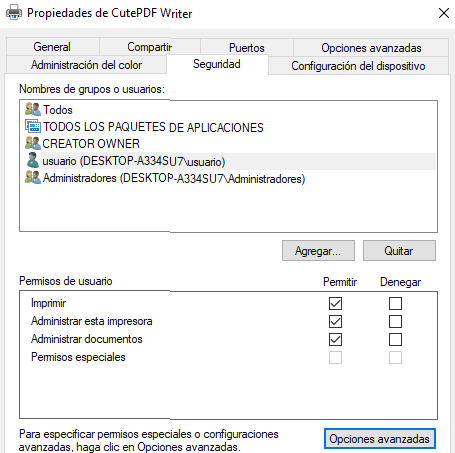 Propiedades de CutePDF Writer
General Compartir Puertos Opciones avanzadas
Administración del color Seguridad Configuración del dispositivo
Nombres de grupos o usuarios:
Todos
TODOS LOS PAQUETES DE APLICACIONES
CREATOR OWNER
usuario (DESKTOP-A334SU7\usuario)
Administradores (DESKTOP-A334SU7\Administradores)
Agregar... Quitar
Permisos de usuario Permitir Denegar
Imprimir
Administrar esta impresora
Administrar documentos
Permisos especiales
Para especificar permisos especiales o configuraciones
avanzadas, haga clic en Opciones avanzadas. Opciones avanzadas